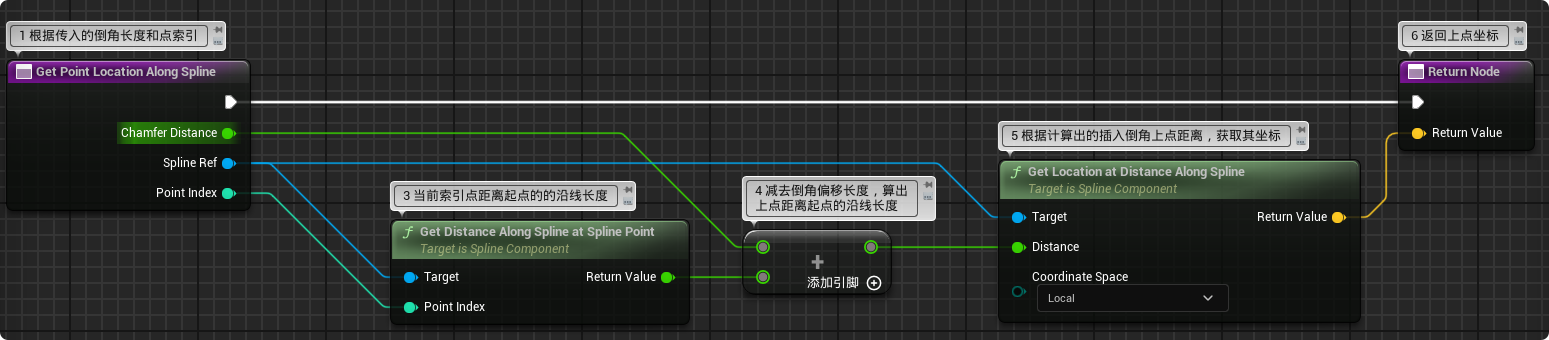 1 根据传入的倒角长度和点索引
Get Point Location Along Spline
Chamfer Distance
Spline Ref
Point Index
3 当前索引点距离起点的的沿线长度
Get Distance Along Spline at Spline Point
Target is Spline Component
Target
Return Value
Point Index
4 减去倒角偏移长度，算出
上点距离起点的沿线长度
添加引脚
5 根据计算出的插入倒角上点距离，获取其坐标
Get Location at Distance Along Spline
Target is Spline Component
Target
Return Value
Distance
Coordinate Space
Local
6 返回上点坐标
Return Node
Return Value